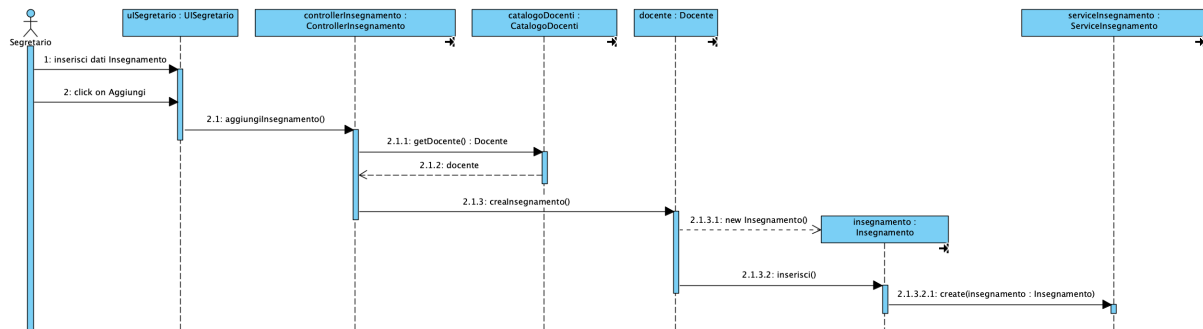 uiSegretario : UISegretario
controllerInsegnamento :
ControllerInsegnamento
catalogoDocenti :
CatalogoDocenti
docente : Docente
serviceInsegnamento :
ServiceInsegnamento
Segretario
1: inserisci dati Insegnamento
2: click on Aggiungi
2.1: aggiungiInsegnamento()
2.1.1: getDocente() : Docente
2.1.2: docente
2.1.3: creaInsegnamento()
2.1.3.1: new Insegnamento()
insegnamento :
Insegnamento
2.1.3.2: inserisci()
2.1.3.2.1: create(insegnamento : Insegnamento)